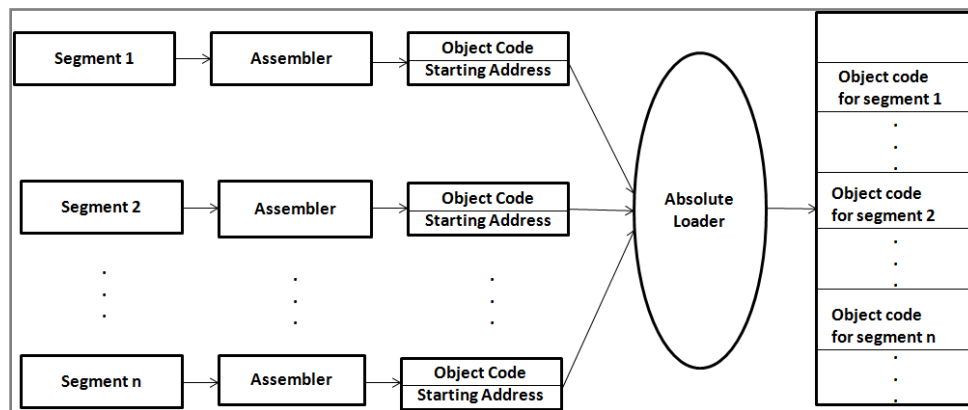 Segment 1
Assembler
Object Code
Starting Address
Object code
for segment 1
.
.
.
Segment 2
Assembler
Object Code
Starting Address
Absolute
Loader
Object code
for segment 2
.
.
.
.
.
.
.
.
.
.
.
.
Segment n
Assembler
Object Code
Starting Address
Object code
for segment n
.
.
.